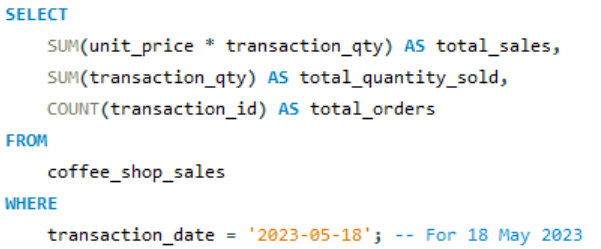 SELECT
    SUM(unit_price * transaction_qty) AS total_sales,
    SUM(transaction_qty) AS total_quantity_sold,
    COUNT(transaction_id) AS total_orders
FROM
    coffee_shop_sales
WHERE
    transaction_date = '2023-05-18'; -- For 18 May 2023